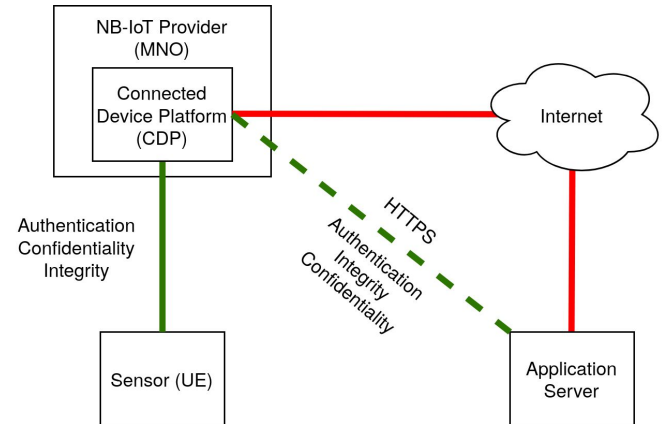 NB-IoT Provider
(MNO)
Connected
Device Platform
(CDP)
Internet
Authentication
Confidentiality
Integrity
HTTPS
Authentication
Integrity
Confidentiality
Sensor (UE)
Application
Server